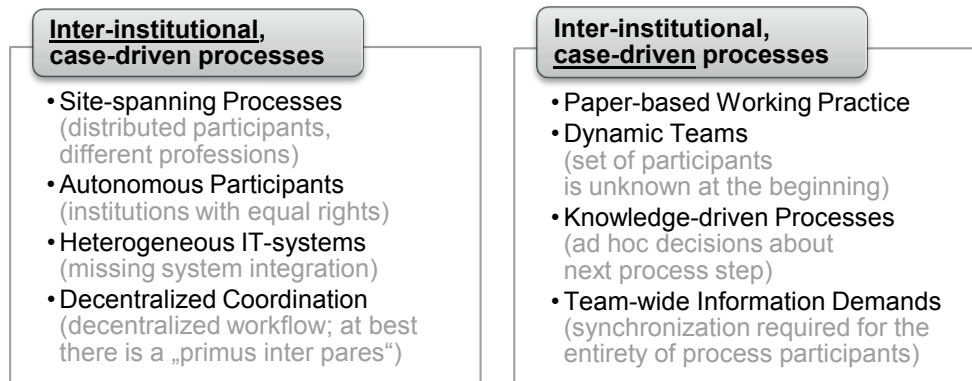 Inter-institutional,
case-driven processes
• Site-spanning Processes
(distributed participants,
different professions)
• Autonomous Participants
(institutions with equal rights)
• Heterogeneous IT-systems
(missing system integration)
• Decentralized Coordination
(decentralized workflow; at best
there is a „primus inter pares“)
Inter-institutional,
case-driven processes
• Paper-based Working Practice
• Dynamic Teams
(set of participants
is unknown at the beginning)
• Knowledge-driven Processes
(ad hoc decisions about
next process step)
• Team-wide Information Demands
(synchronization required for the
entirety of process participants)